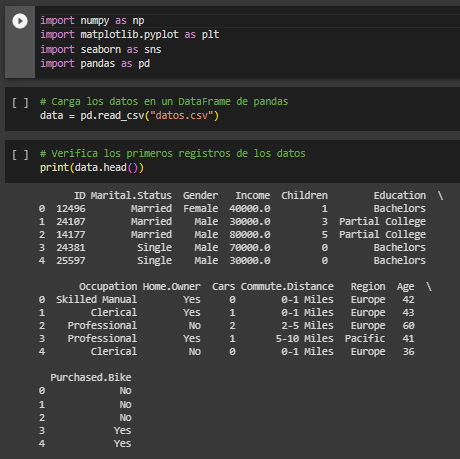 import numpy as np
import matplotlib.pyplot as plt
import seaborn as sns
import pandas as pd
[ ] # Carga los datos en un DataFrame de pandas
data = pd.read_csv("datos.csv")
[ ] # Verifica los primeros registros de los datos
print(data.head())
ID Marital.Status Gender Income Children Education \
0 12496 Married Female 40000.0 1 Bachelors
1 24107 Married Male 30000.0 3 Partial College
2 14177 Married Male 80000.0 5 Partial College
3 24381 Single Male 70000.0 0 Bachelors
4 25597 Single Male 30000.0 0 Bachelors
Occupation Home.Owner Cars Commute.Distance Region Age \
0 Skilled Manual Yes 0 0-1 Miles Europe 42
1 Clerical Yes 1 0-1 Miles Europe 43
2 Professional No 2 2-5 Miles Europe 60
3 Professional Yes 1 5-10 Miles Pacific 41
4 Clerical No 0 0-1 Miles Europe 36
Purchased.Bike
0 No
1 No
2 No
3 Yes
4 Yes